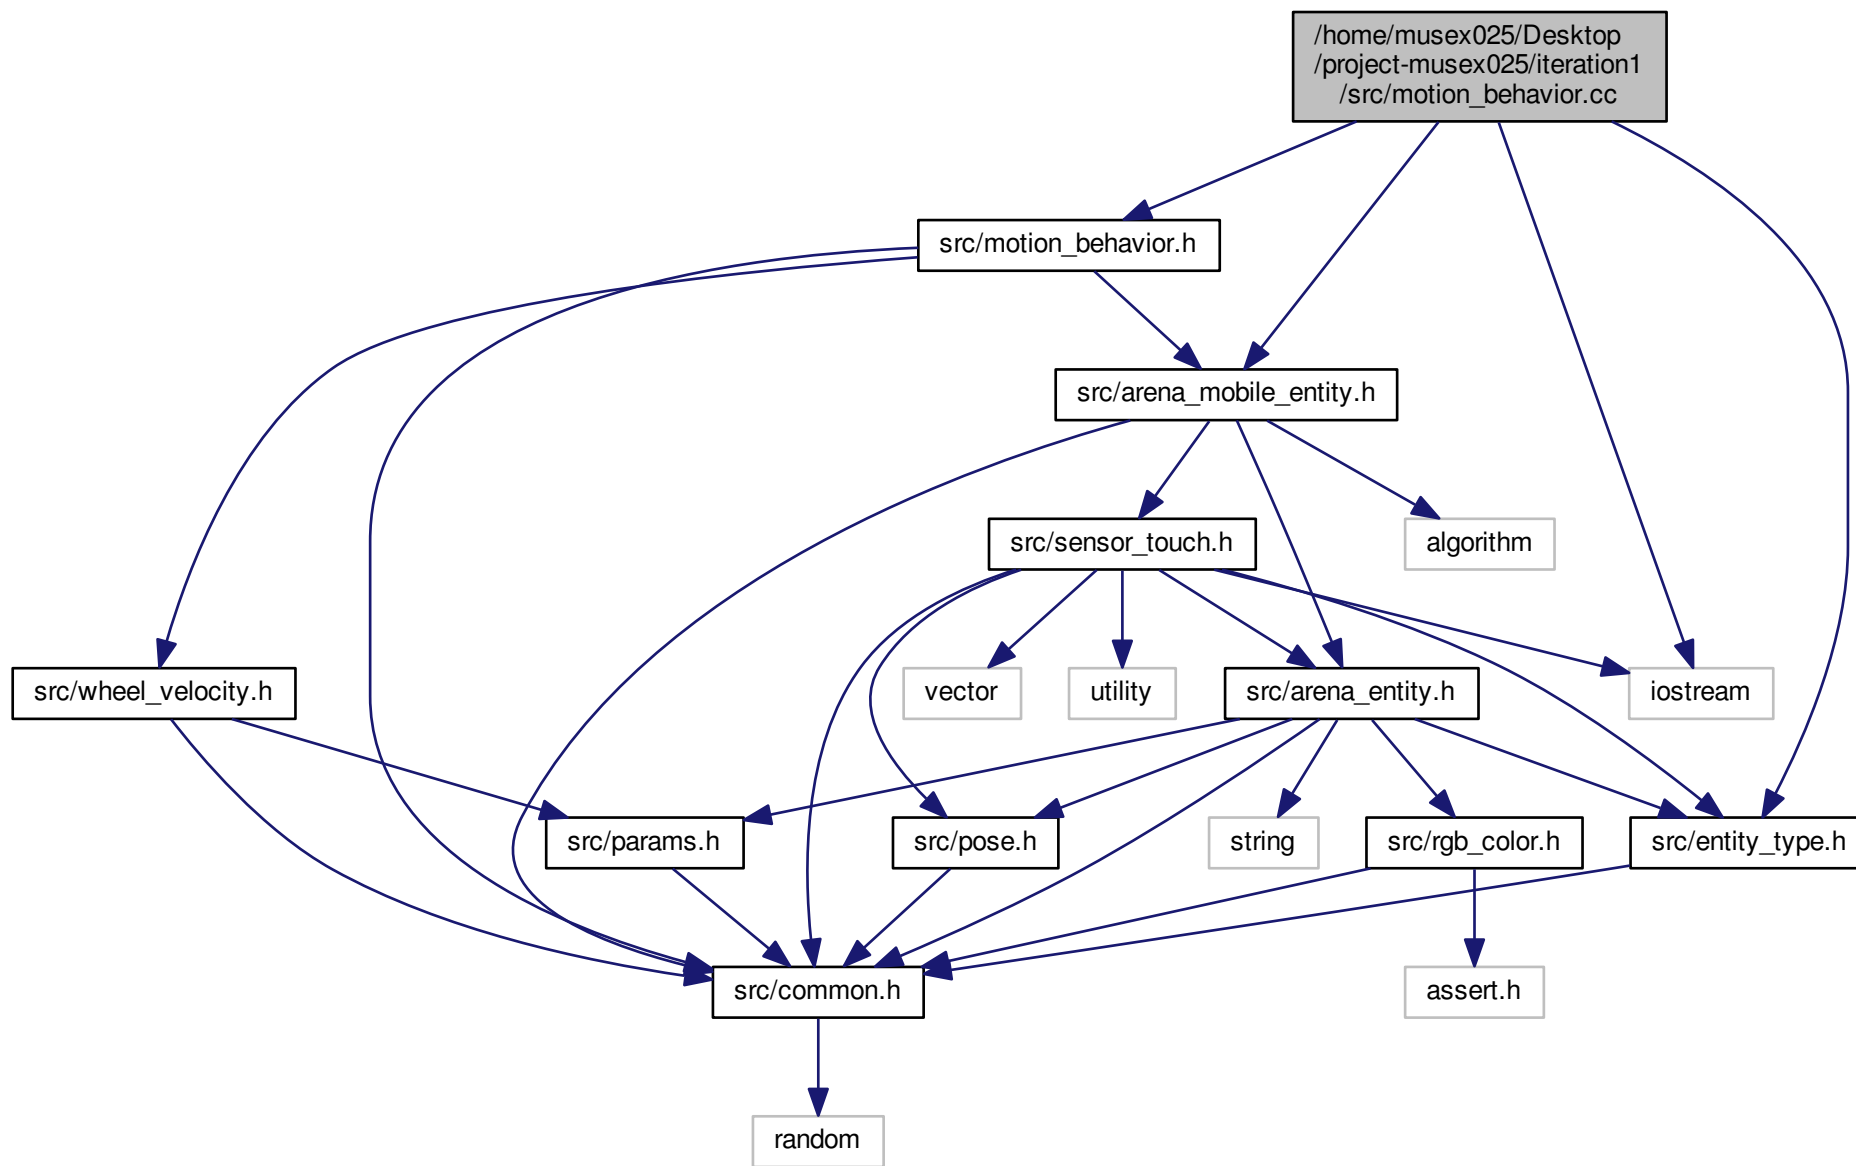 /home/musex025/Desktop
/project-musex025/iteration1
/src/motion_behavior.cc
src/motion_behavior.h
src/arena_mobile_entity.h
src/sensor_touch.h
algorithm
src/wheel_velocity.h
vector
utility
src/arena_entity.h
iostream
src/params.h
src/pose.h
string
src/rgb_color.h
src/entity_type.h
src/common.h
assert.h
random